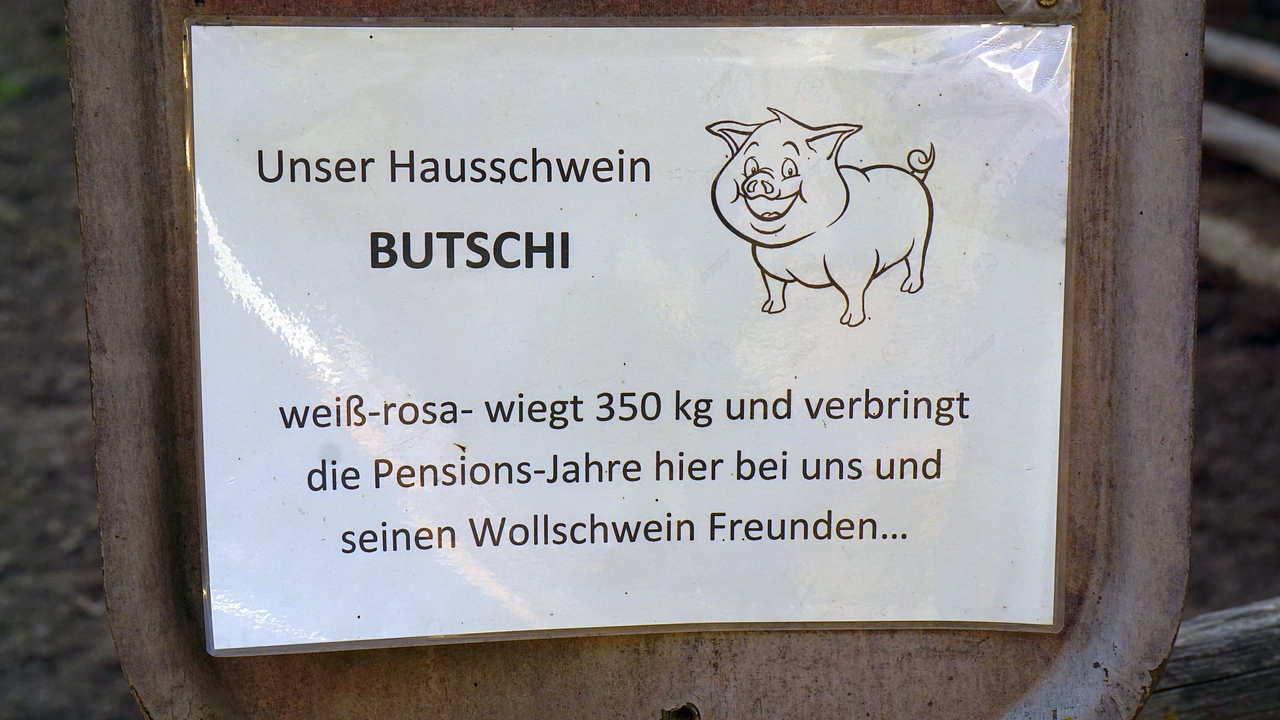 Unser Hausschwein
BUTSCHI
weiß-rosa- wiegt 350 kg und verbringt
die Pensions-Jahre hier bei uns und
seinen Wollschwein Freunden...